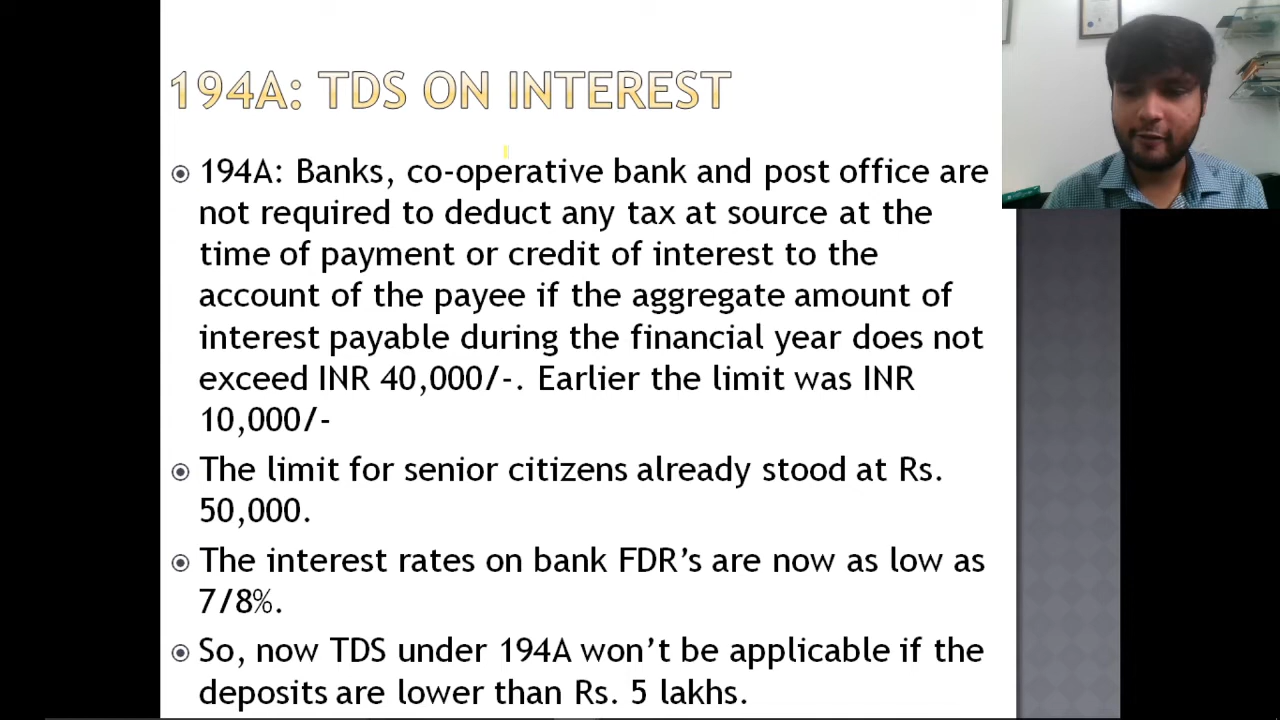 194A: TDS ON INTEREST
194A: Banks, co-operative bank and post office are
not required to deduct any tax at source at the
time of payment or credit of interest to the
account of the payee if the aggregate amount of
interest payable during the financial year does not
exceed INR 40,000/-. Earlier the limit was INR
10,000/-
The limit for senior citizens already stood at Rs.
50,000.
The interest rates on bank FDR’s are now as low as
7/8%.
So, now TDS under 194A won’t be applicable if the
deposits are lower than Rs. 5 lakhs.